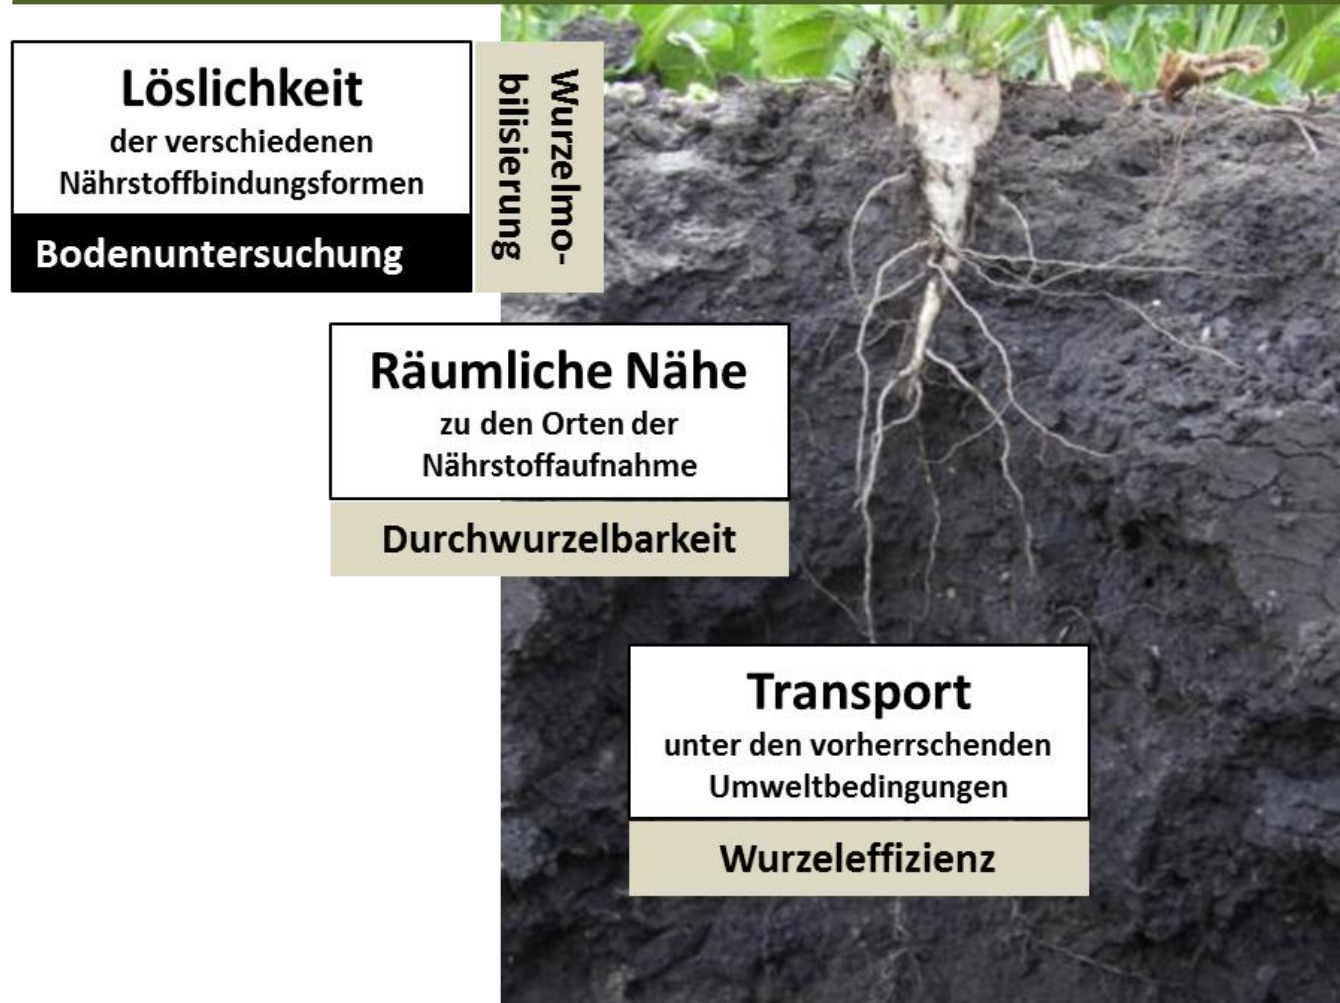 Löslichkeit
der verschiedenen
Nährstoffbindungsformen
Bodenuntersuchung
Wurzelmo-
bilisierung
Räumliche Nähe
zu den Orten der
Nährstoffaufnahme
Durchwurzelbarkeit
Transport
unter den vorherrschenden
Umweltbedingungen
Wurzeleffizienz